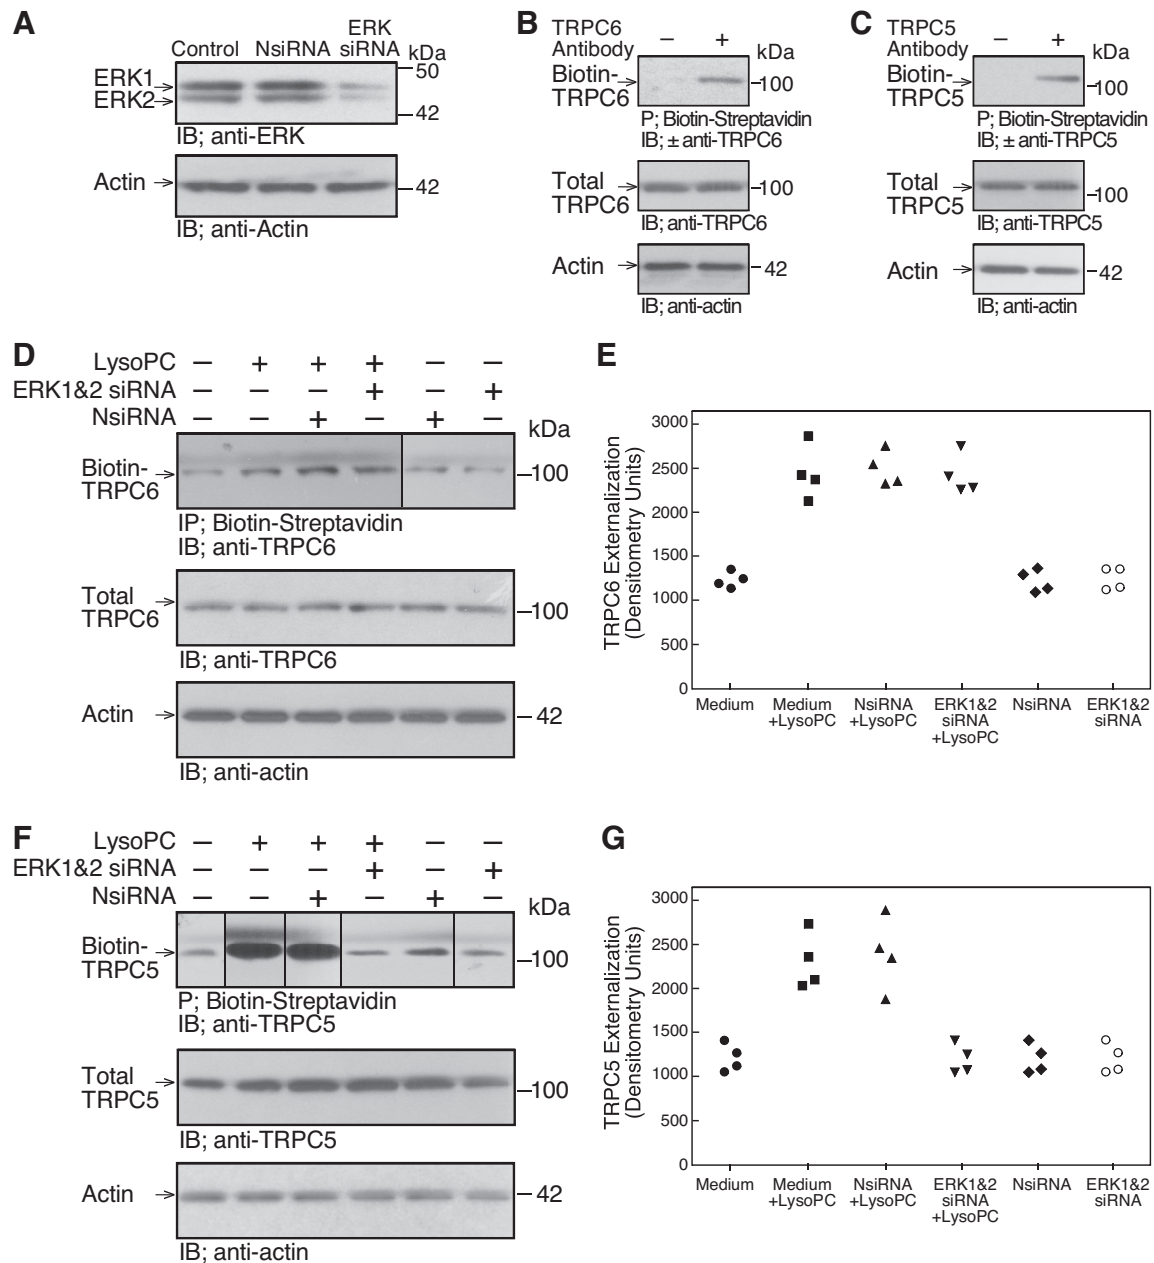 A
Control NsiRNA ERK siRNA kDa
ERK1
ERK2
50
42
IB; anti-ERK
Actin
42
IB; anti-Actin
B
TRPC6 Antibody – + kDa
Biotin-TRPC6
100
P; Biotin-Streptavidin
IB; ± anti-TRPC6
Total TRPC6
100
IB; anti-TRPC6
Actin
42
IB; anti-actin
C
TRPC5 Antibody – + kDa
Biotin-TRPC5
100
P; Biotin-Streptavidin
IB; ± anti-TRPC5
Total TRPC5
100
IB; anti-TRPC5
Actin
42
IB; anti-actin
D
LysoPC – + + + – –
ERK1&2 siRNA – – – + – +
NsiRNA – – + – + –
kDa
Biotin-
TRPC6
100
IP; Biotin-Streptavidin
IB; anti-TRPC6
Total
TRPC6
100
IB; anti-TRPC6
Actin
42
IB; anti-actin
E
TRPC6 Externalization
(Densitometry Units)
3000
2500
2000
1500
1000
500
0
Medium
Medium
+LysoPC
NsiRNA
+LysoPC
ERK1&2
siRNA
+LysoPC
NsiRNA
ERK1&2
siRNA
F
LysoPC – + + + – –
ERK1&2 siRNA – – – + – +
NsiRNA – – + – + –
kDa
Biotin-
TRPC5
100
P; Biotin-Streptavidin
IB; anti-TRPC5
Total
TRPC5
100
IB; anti-TRPC5
Actin
42
IB; anti-actin
G
TRPC5 Externalization
(Densitometry Units)
3000
2500
2000
1500
1000
500
0
Medium
Medium
+LysoPC
NsiRNA
+LysoPC
ERK1&2
siRNA
+LysoPC
NsiRNA
ERK1&2
siRNA